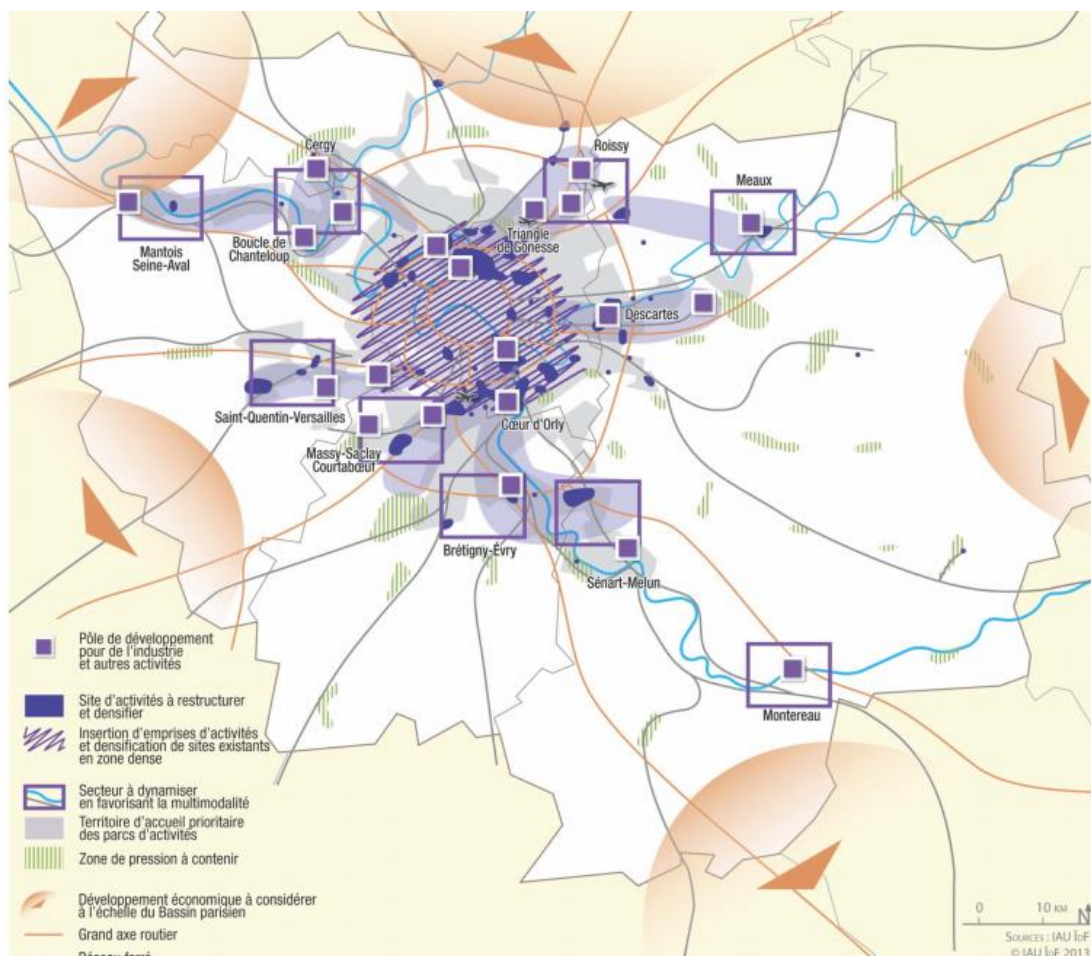 Cergy
Roissy
Meaux
Mantois
Seine-Aval
Boucle de
Chanteloup
Triangle
de Gonesse
Descartes
Saint-Quentin-Versailles
Cœur d'Orly
Massy-Saclay
Courtabœuf
Brétigny-Évry
Sénart-Melun
Montereau
Pôle de développement
pour de l'industrie
et autres activités
Site d'activités à restructurer
et densifier
Insertion d'emprises d'activités
et densification de sites existants
en zone dense
Secteur à dynamiser
en favorisant la multimodalité
Territoire d'accueil prioritaire
des parcs d'activités
Zone de pression à contenir
Développement économique à considérer
à l'échelle du Bassin parisien
Grand axe routier
Réseau ferré
0 10 KM N
SOURCES : IAU ÎDF
© IAU ÎDF 2013